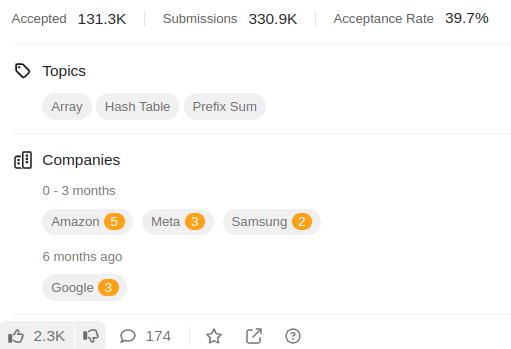 Accepted 131.3K Submissions 330.9K Acceptance Rate 39.7%
Topics
Array Hash Table Prefix Sum
Companies
0 - 3 months
Amazon 5 Meta 3 Samsung 2
6 months ago
Google 3
2.3K 174